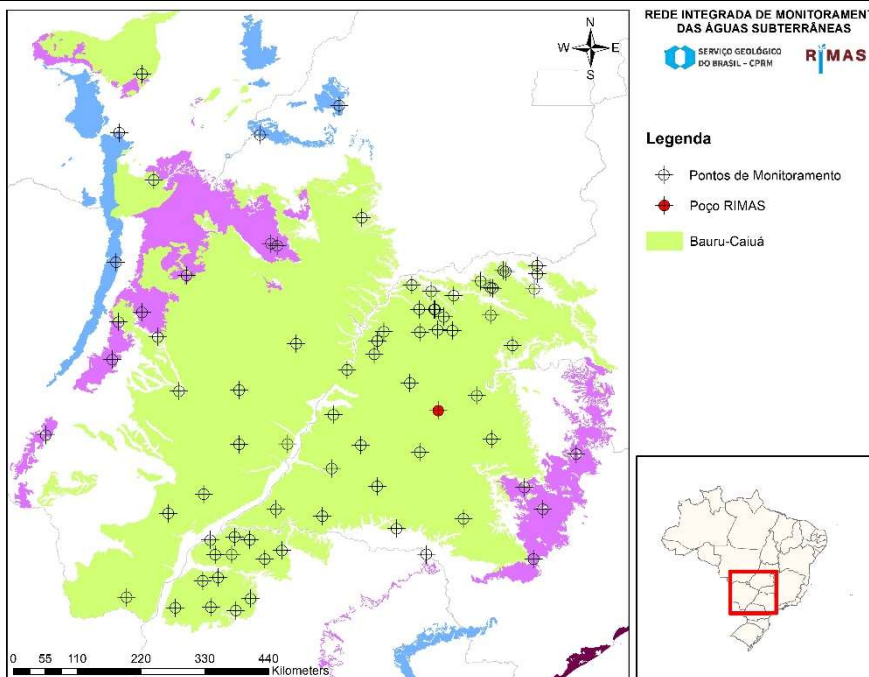 REDE INTEGRADA DE MONITORAMENT
DAS ÁGUAS SUBTERRÂNEAS
SERVIÇO GEOLÓGICO
DO BRASIL – CPRM
RIMAS
N
W E
S
Legenda
Pontos de Monitoramento
Poço RIMAS
Bauru-Caiuá
0 55 110 220 330 440
Kilometers